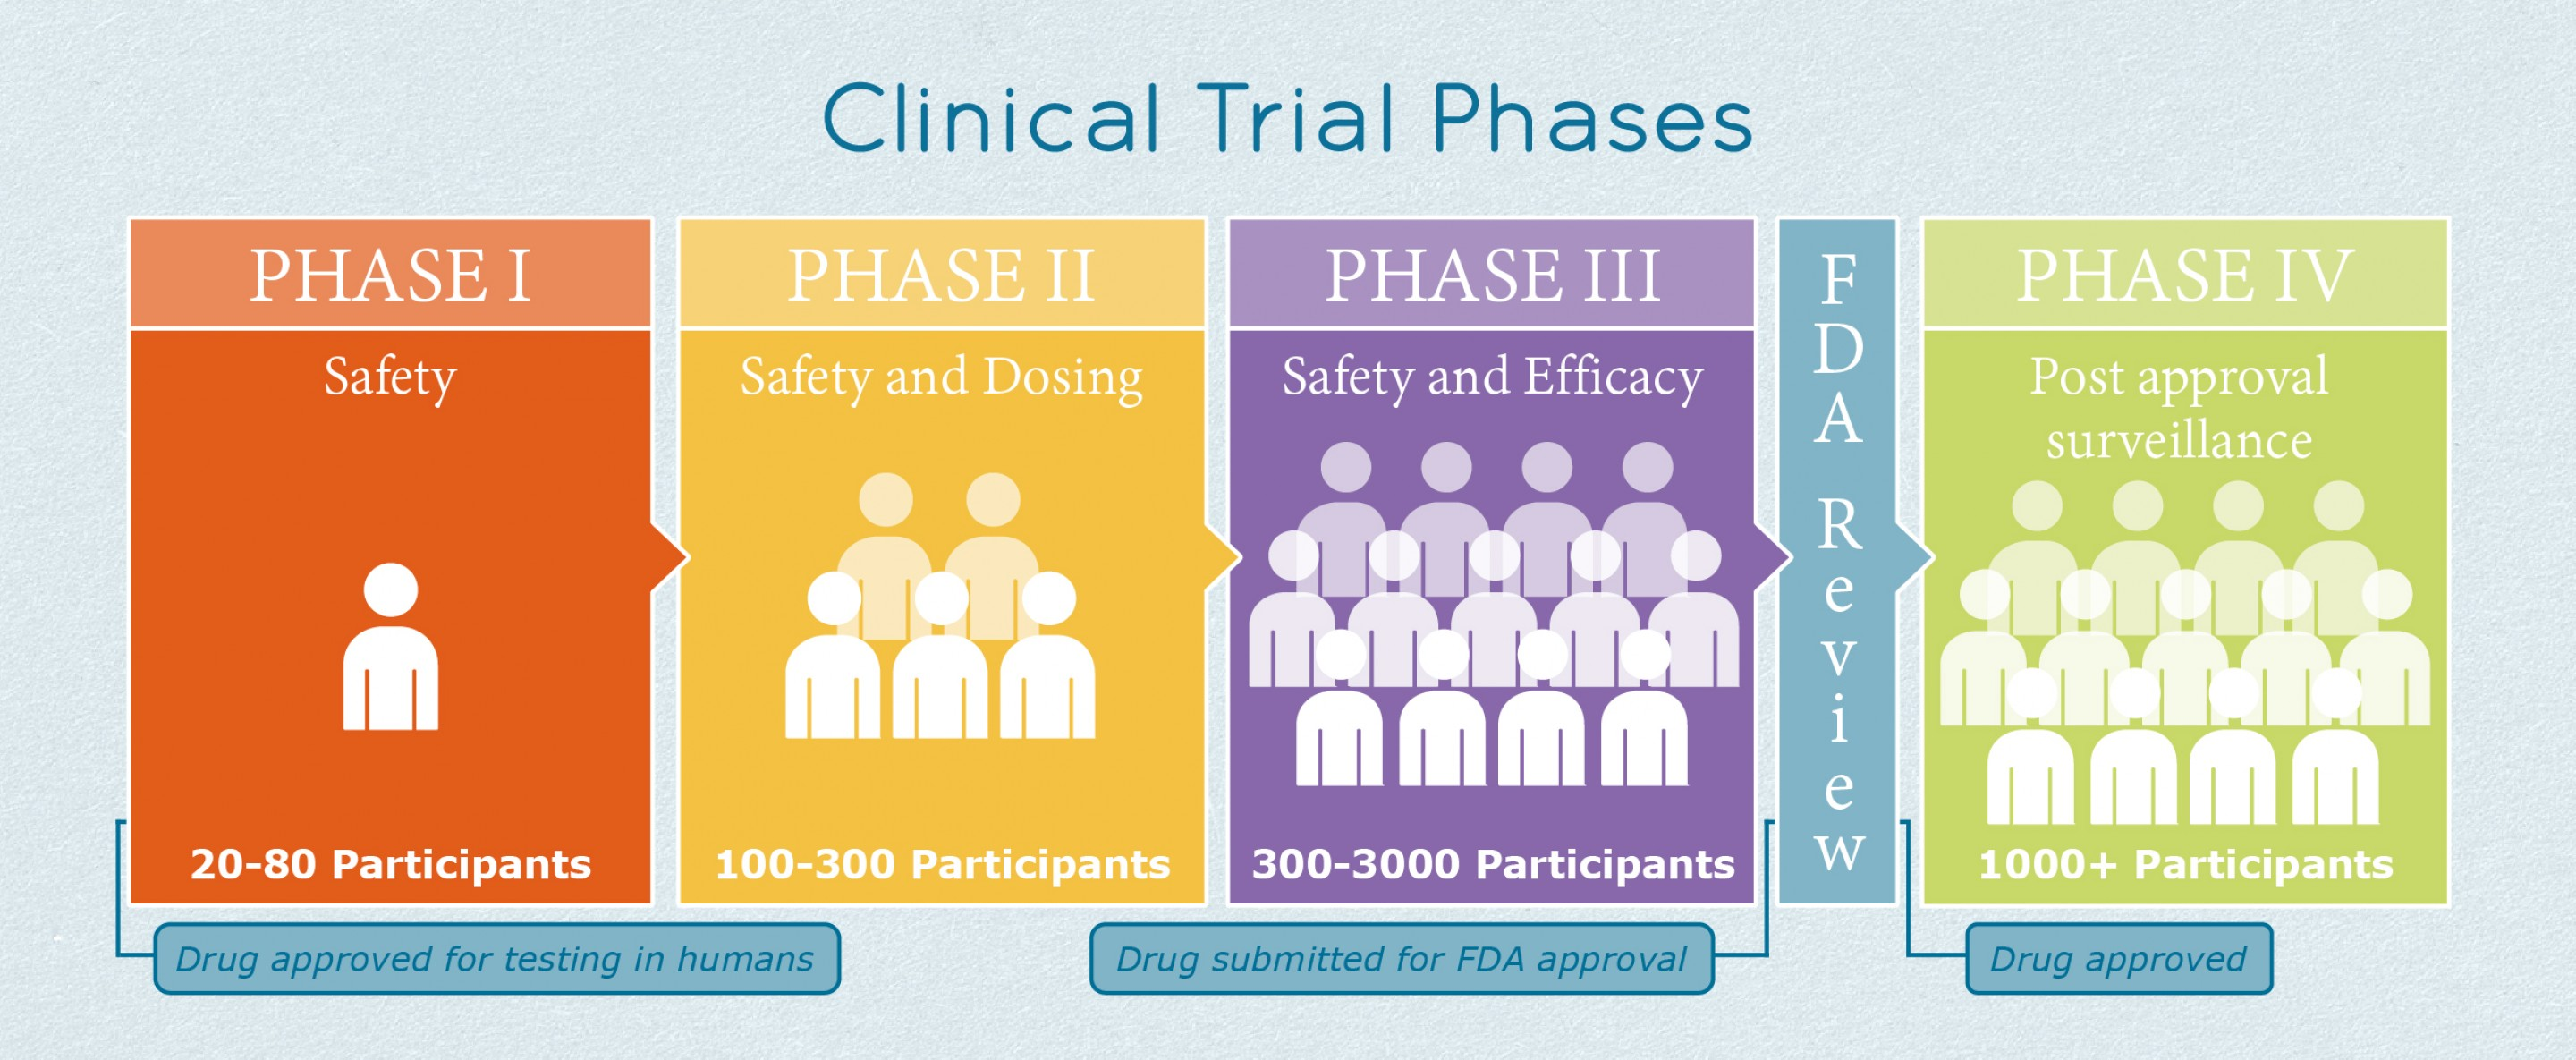 Clinical Trial Phases
PHASE I
Safety
20-80 Participants
PHASE II
Safety and Dosing
100-300 Participants
PHASE III
Safety and Efficacy
300-3000 Participants
FDA Review
PHASE IV
Post approval
surveillance
1000+ Participants
Drug approved for testing in humans
Drug submitted for FDA approval
Drug approved